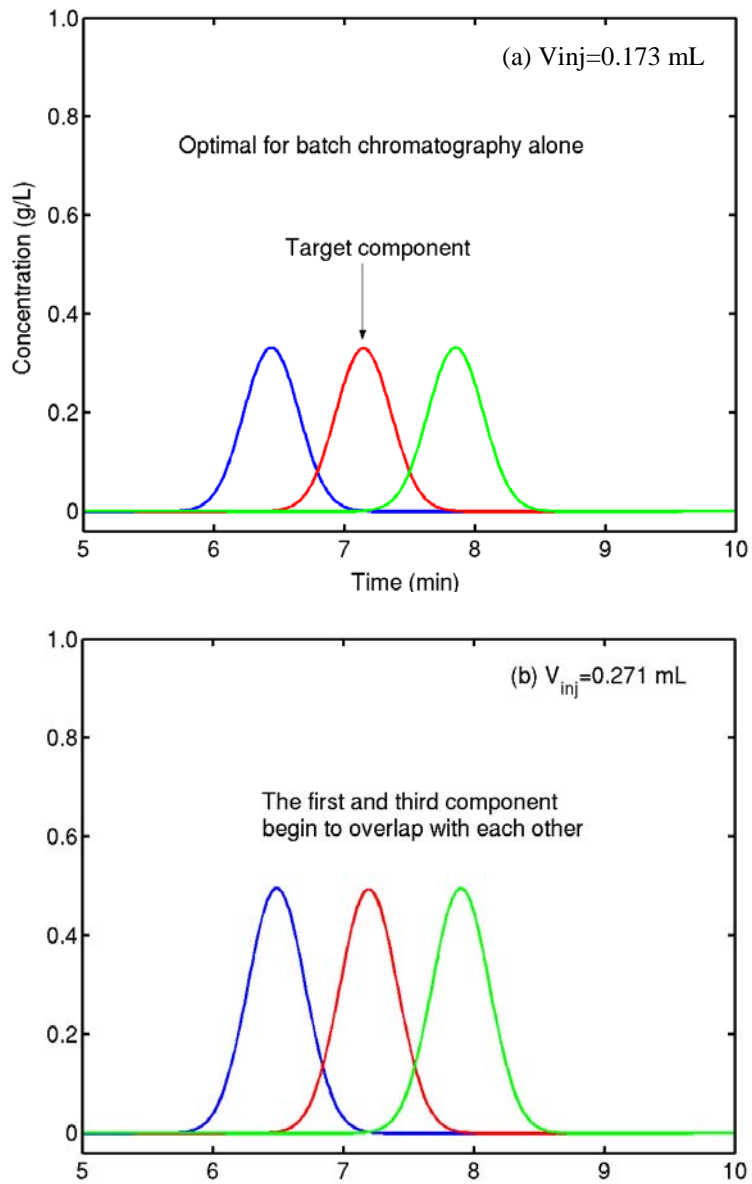 1.0
(a) Vinj=0.173 mL
0.8
Optimal for batch chromatography alone
0.6
Target component
0.4
0.2
0
Concentration (g/L)
5 6 7 8 9 10
Time (min)
1.0
(b) Vinj=0.271 mL
0.8
The first and third component
begin to overlap with each other
0.6
0.4
0.2
0
5 6 7 8 9 10